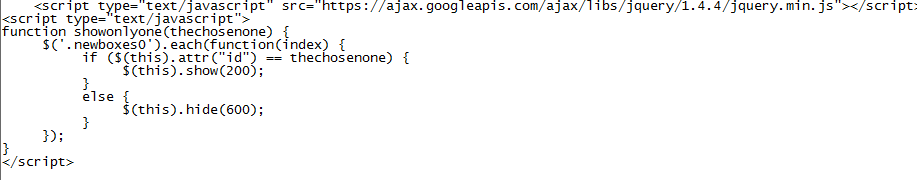 <script type="text/javascript" src="https://ajax.googleapis.com/ajax/libs/jquery/1.4.4/jquery.min.js"></script>
<script type="text/javascript">
function showonlyone(thechosenone) {
     $('.newboxes0').each(function(index) {
          if ($(this).attr("id") == thechosenone) {
               $(this).show(200);
          }
          else {
               $(this).hide(600);
          }
     });
}
</script>